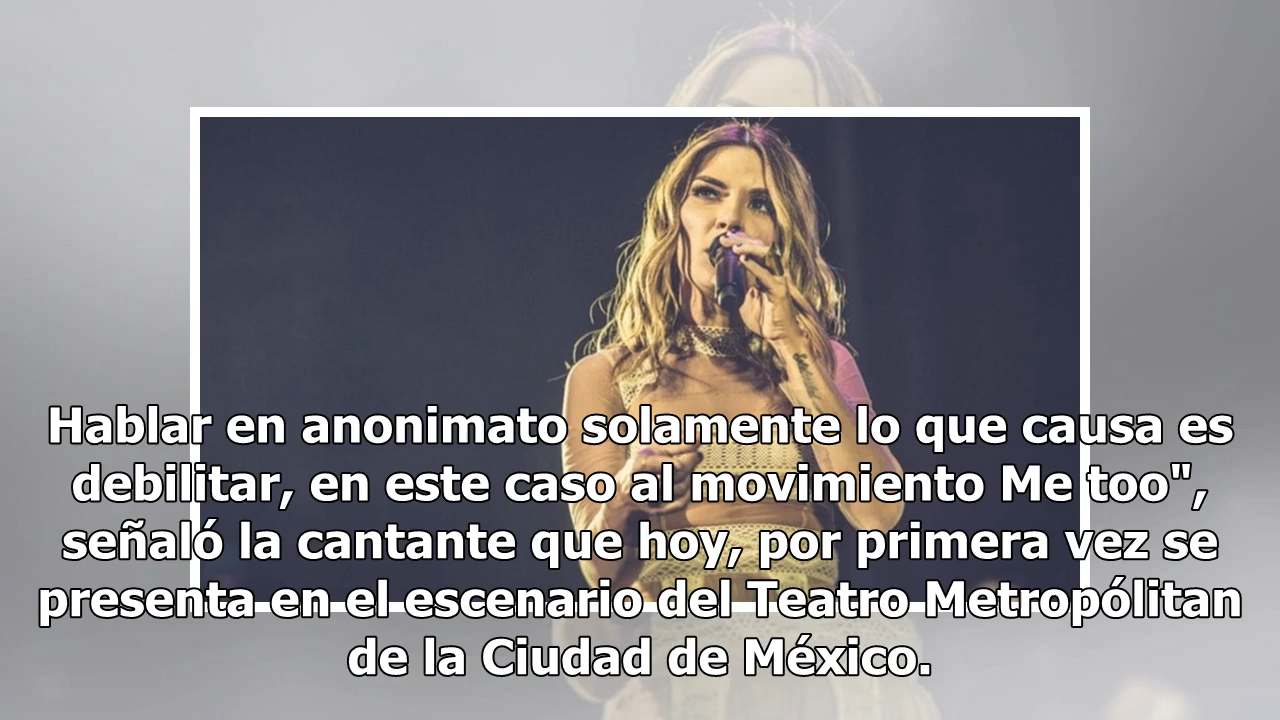 Hablar en anonimato solamente lo que causa es
debilitar, en este caso al movimiento Me too",
señaló la cantante que hoy, por primera vez se
presenta en el escenario del Teatro Metropólitan
de la Ciudad de México.